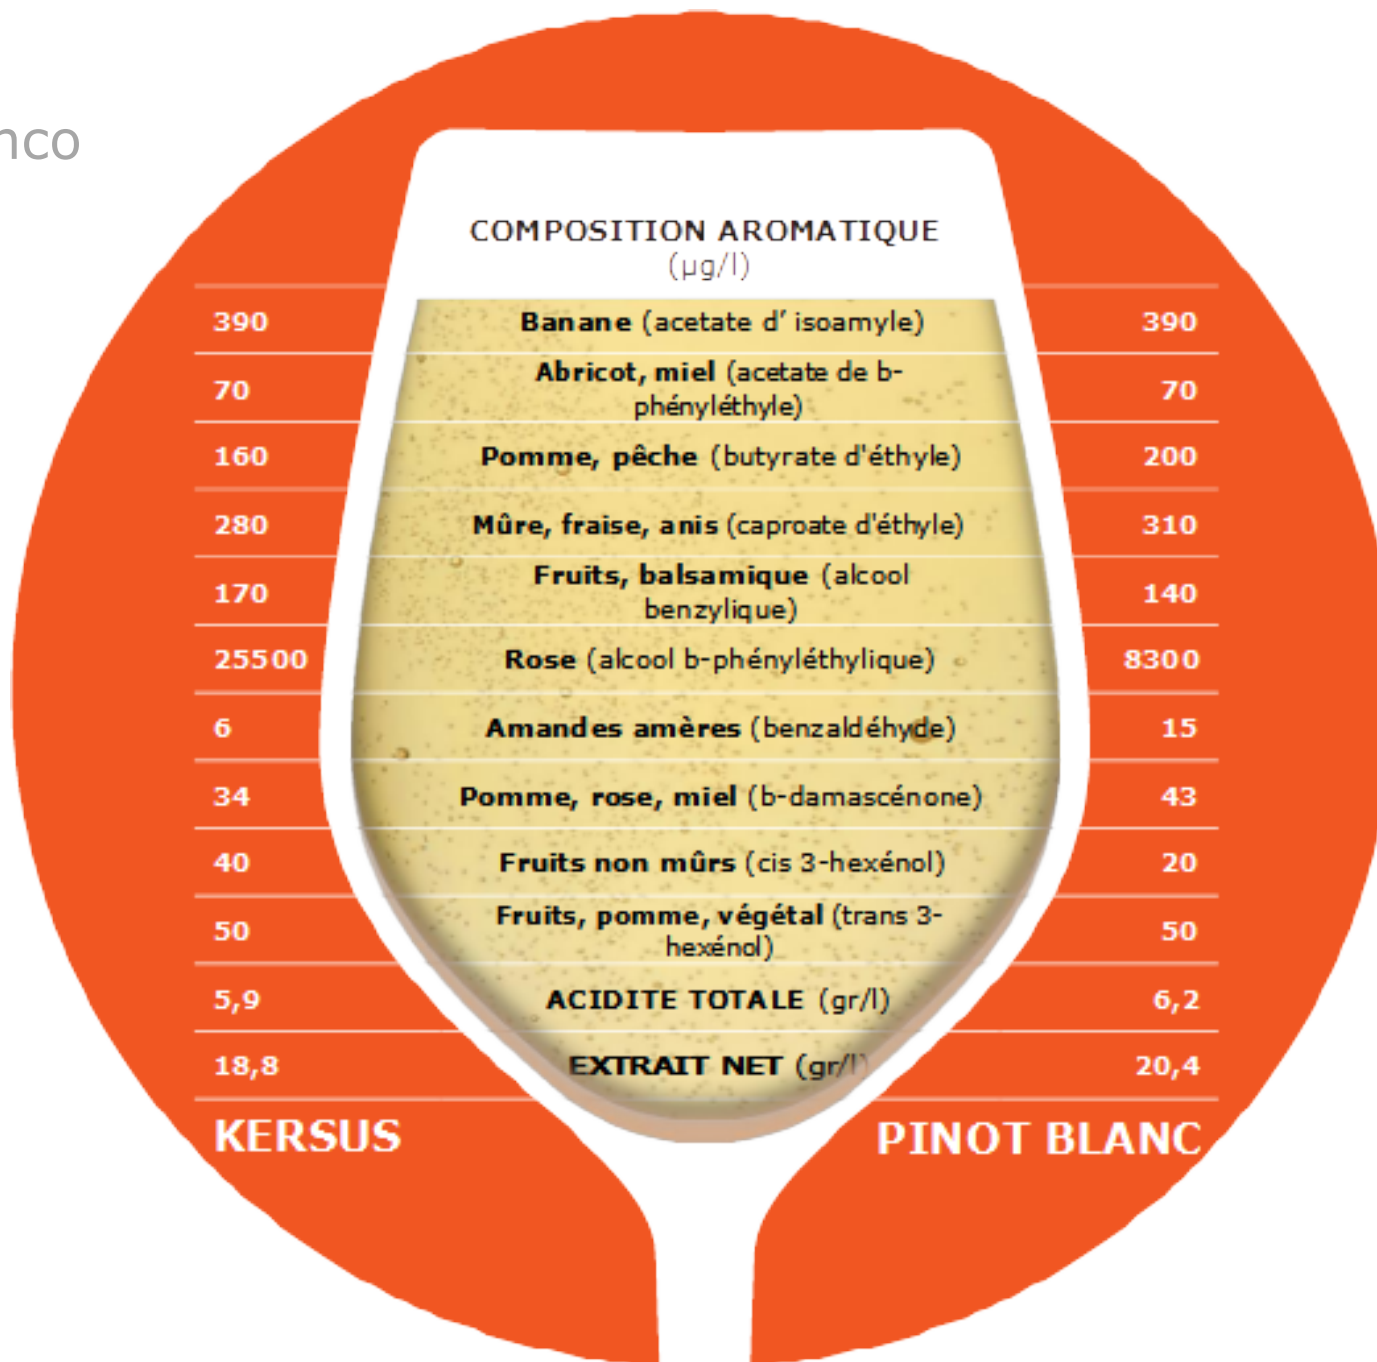 nco
COMPOSITION AROMATIQUE
(µg/l)
390 Banane (acetate d’ isoamyle) 390
70 Abricot, miel (acetate de b-
phényléthyle) 70
160 Pomme, pêche (butyrate d'éthyle) 200
280 Mûre, fraise, anis (caproate d'éthyle) 310
170 Fruits, balsamique (alcool
benzylique) 140
25500 Rose (alcool b-phényléthylique) 8300
6 Amandes amères (benzaldéhyde) 15
34 Pomme, rose, miel (b-damascénone) 43
40 Fruits non mûrs (cis 3-hexénol) 20
50 Fruits, pomme, végétal (trans 3-
hexénol) 50
5,9 ACIDITE TOTALE (gr/l) 6,2
18,8 EXTRAIT NET (gr/l) 20,4
KERSUS PINOT BLANC